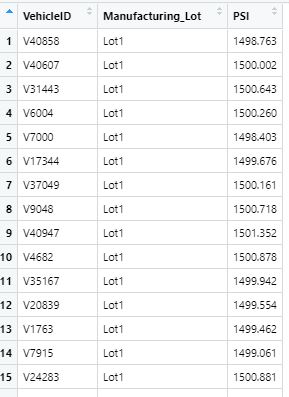 VehicleID Manufacturing_Lot PSI
1 V40858 Lot1 1498.763
2 V40607 Lot1 1500.002
3 V31443 Lot1 1500.643
4 V6004 Lot1 1500.260
5 V7000 Lot1 1498.403
6 V17344 Lot1 1499.676
7 V37049 Lot1 1500.161
8 V9048 Lot1 1500.718
9 V40947 Lot1 1501.352
10 V4682 Lot1 1500.878
11 V35167 Lot1 1499.942
12 V20839 Lot1 1499.554
13 V1763 Lot1 1499.462
14 V7915 Lot1 1499.061
15 V24283 Lot1 1500.881